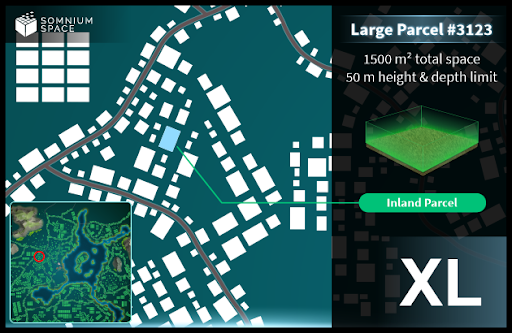 SOMNIUM
SPACE
Large Parcel #3123
1500 m² total space
50 m height & depth limit
Inland Parcel
XL